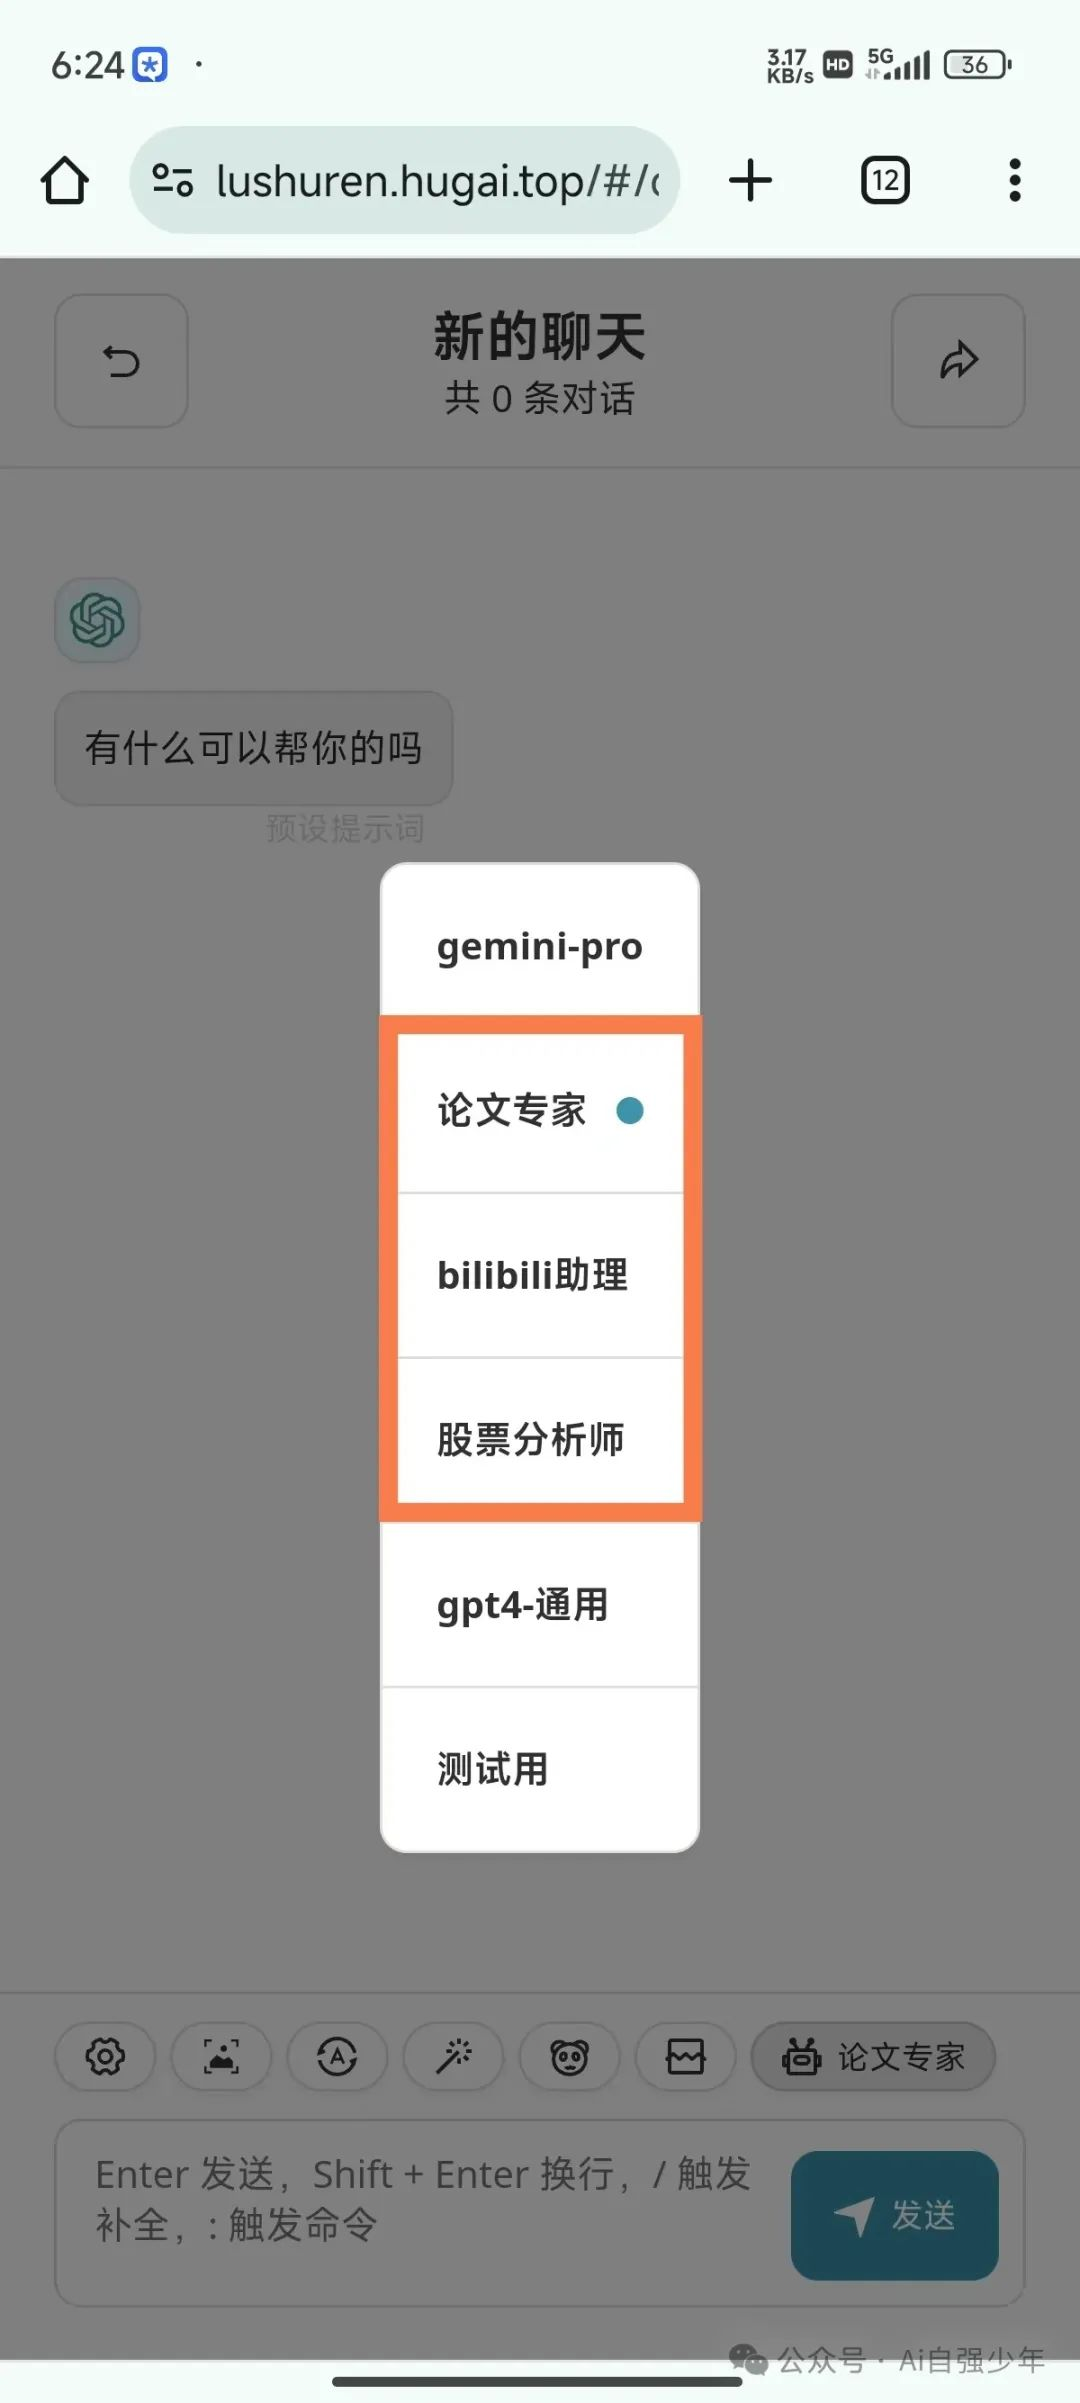 6:24
3.17
KB/s
HD
5G
36
lushuren.hugai.top/#/
12
新的聊天
共 0 条对话
有什么可以帮你的吗
预设提示词
gemini-pro
论文专家
bilibili助理
股票分析师
gpt4-通用
测试用
论文专家
Enter 发送，Shift + Enter 换行，/ 触发
补全，: 触发命令
发送
公众号 · Ai自强少年